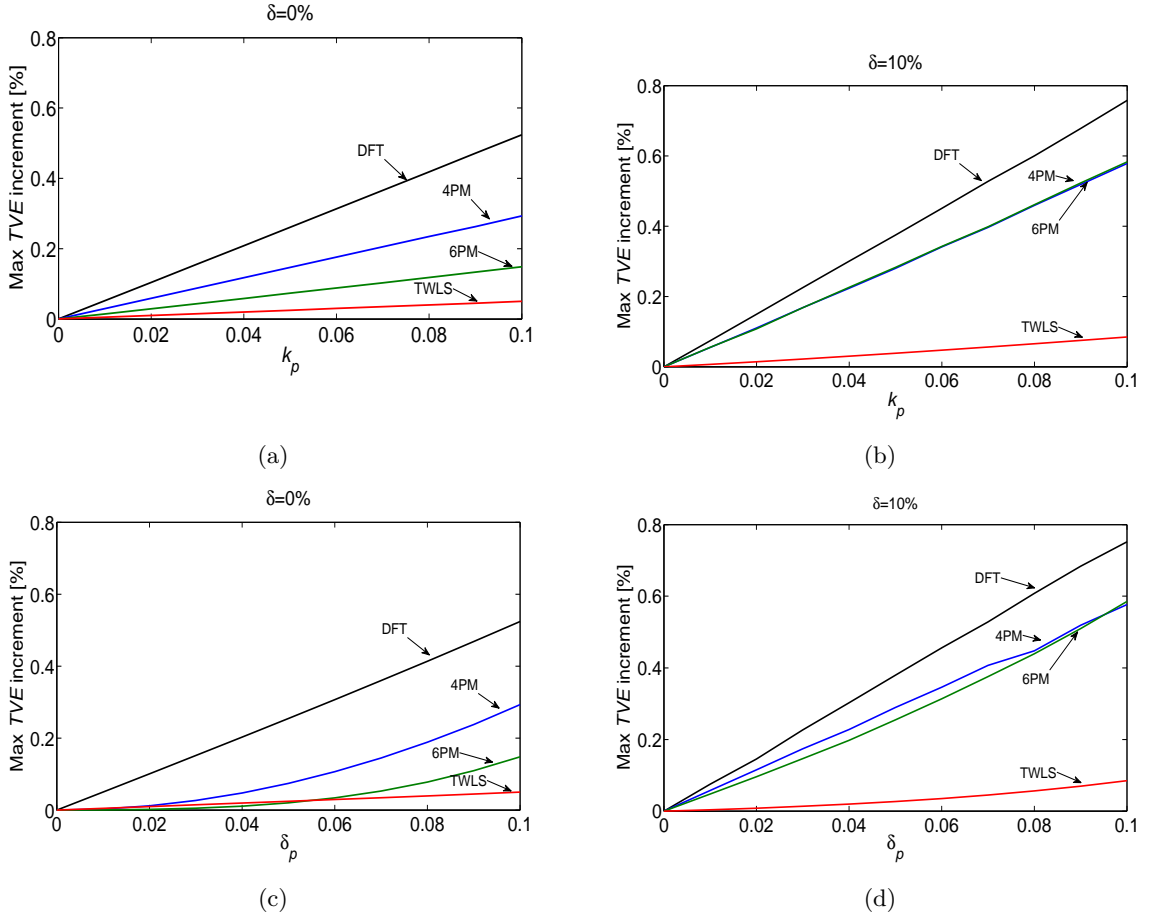 δ=0%
Max TVE increment [%]
0.8
0.6
0.4
0.2
0
DFT
4PM
6PM
TWLS
0 0.02 0.04 0.06 0.08 0.1
k_p
(a)
δ=10%
Max TVE increment [%]
0.8
0.6
0.4
0.2
0
DFT
4PM
6PM
TWLS
0 0.02 0.04 0.06 0.08 0.1
k_p
(b)
δ=0%
Max TVE increment [%]
0.8
0.6
0.4
0.2
0
DFT
4PM
6PM
TWLS
0 0.02 0.04 0.06 0.08 0.1
δ_p
(c)
δ=10%
Max TVE increment [%]
0.8
0.6
0.4
0.2
0
DFT
4PM
6PM
TWLS
0 0.02 0.04 0.06 0.08 0.1
δ_p
(d)